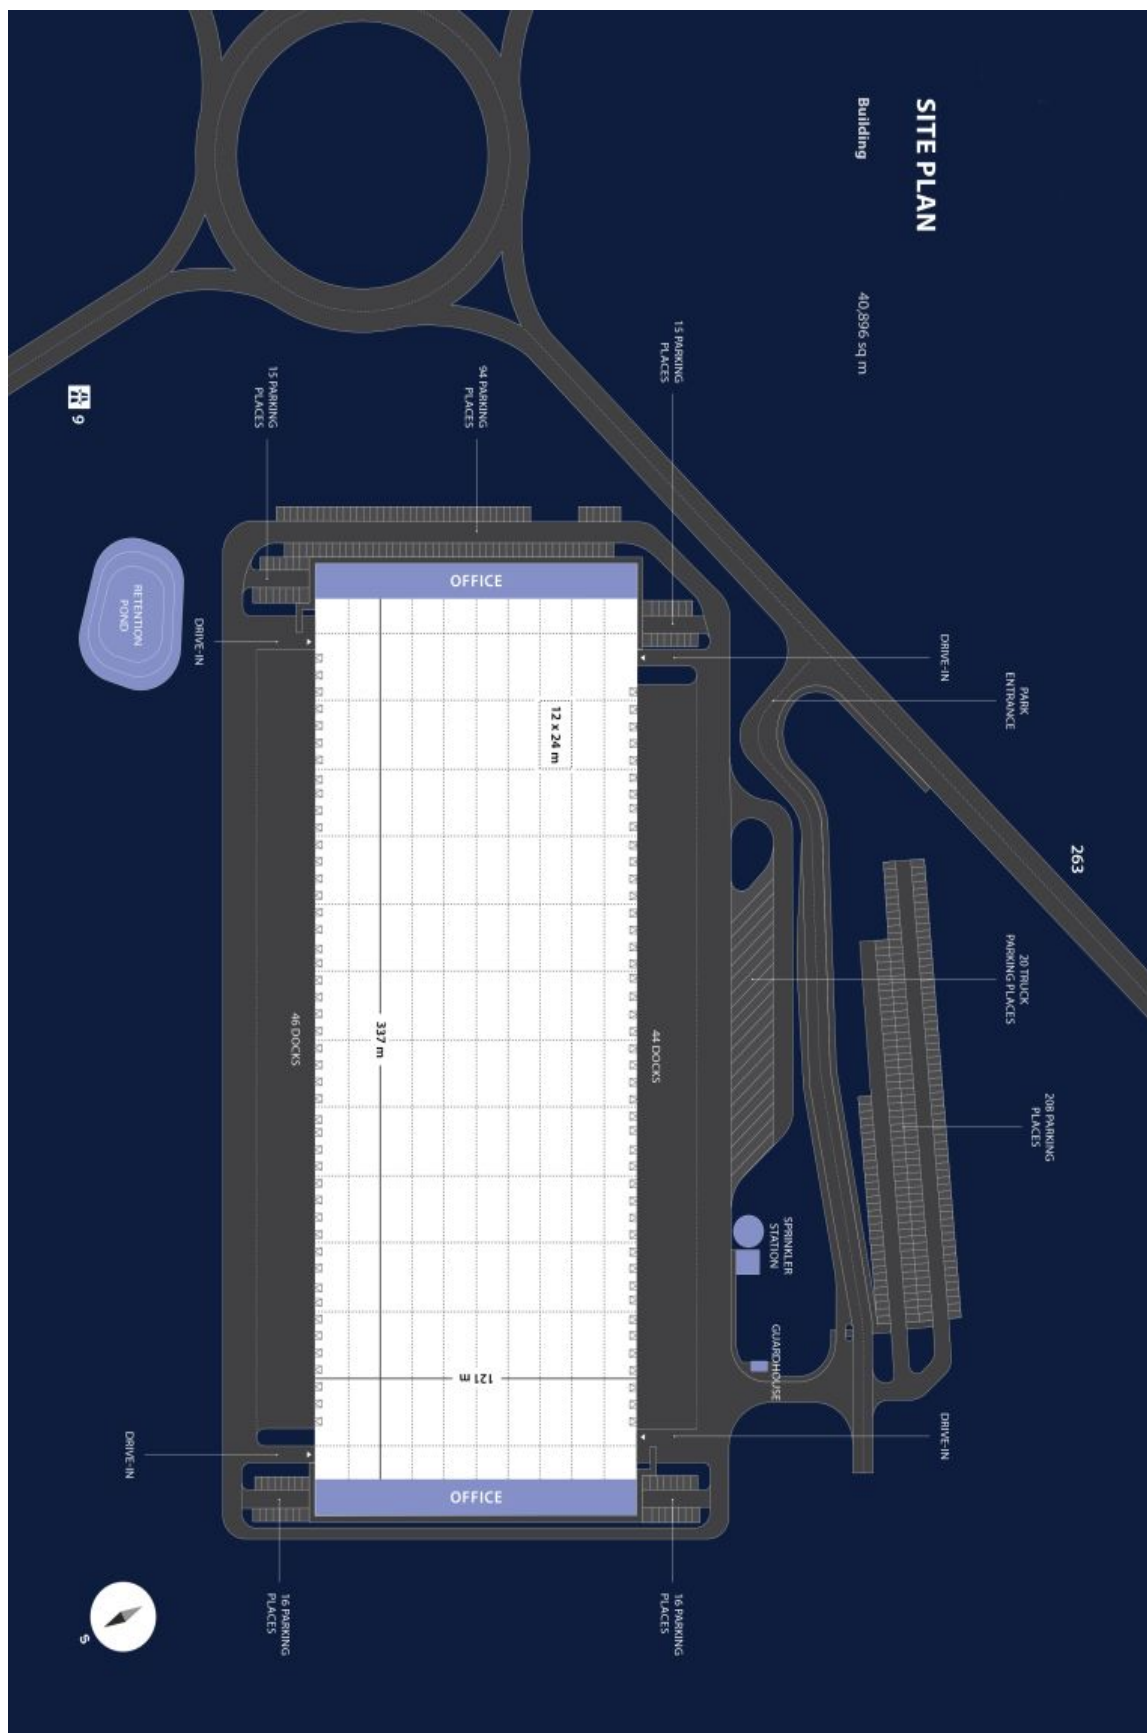 SITE PLAN
Building
40,896 sq m
15 PARKING
PLACES
94 PARKING
PLACES
15 PARKING
PLACES
9
RETENTION
POND
OFFICE
DRIVE-IN
DRIVE-IN
PARK
ENTRANCE
12 x 24 m
263
20 TRUCK
PARKING PLACES
46 DOCKS
337 m
44 DOCKS
208 PARKING
PLACES
SPRINKLER
STATION
GUARDHOUSE
121 m
DRIVE-IN
DRIVE-IN
OFFICE
16 PARKING
PLACES
16 PARKING
PLACES
S